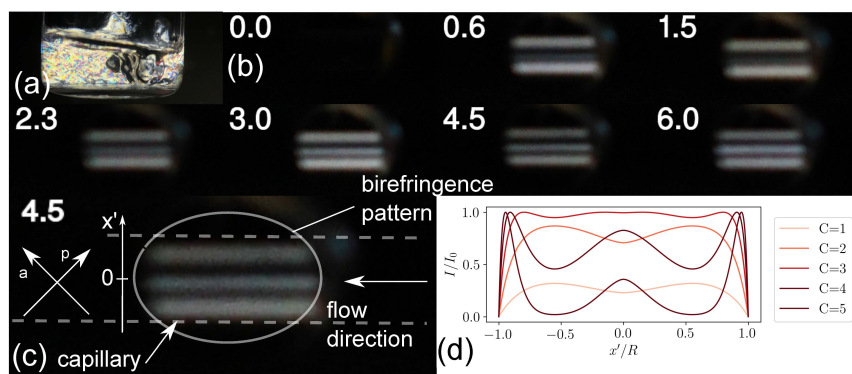 (a)
(b)
0.0
0.6
1.5
2.3
3.0
4.5
6.0
4.5
x'
a
p
0
birefringence
pattern
flow
direction
capillary
(c)
(d)
I/I₀
1.0
0.5
0.0
−1.0
−0.5
0.0
0.5
1.0
x'/R
C=1
C=2
C=3
C=4
C=5